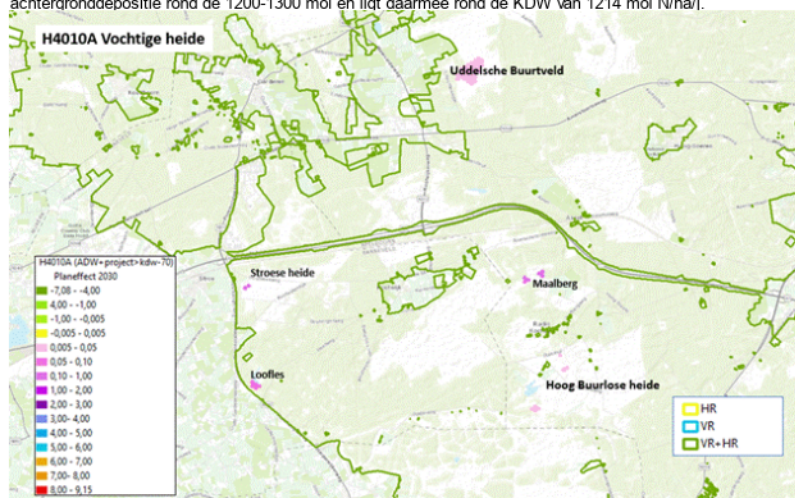 achtergronddepositie rond de 1200-1300 mol en ligt daarmee rond de KDW van 1214 mol N/ha/j.
H4010A Vochtige heide
Uddelsche Buurtveld
Stroese heide
Maalberg
Loofles
Hoog Buurlose heide
H4010A (ADW+project>kdw-70)
Planeffect 2030
-7,08 - -4,00
4,00 - -1,00
-1,00 - -0,005
-0,005 - 0,005
0,005 - 0,05
0,05 - 0,10
0,10 - 1,00
1,00 - 2,00
2,00 - 3,00
3,00- 4,00
4,00 - 5,00
5,00 - 6,00
6,00 - 7,00
7,00- 8,00
8,00 - 9,15
HR
VR
VR+HR